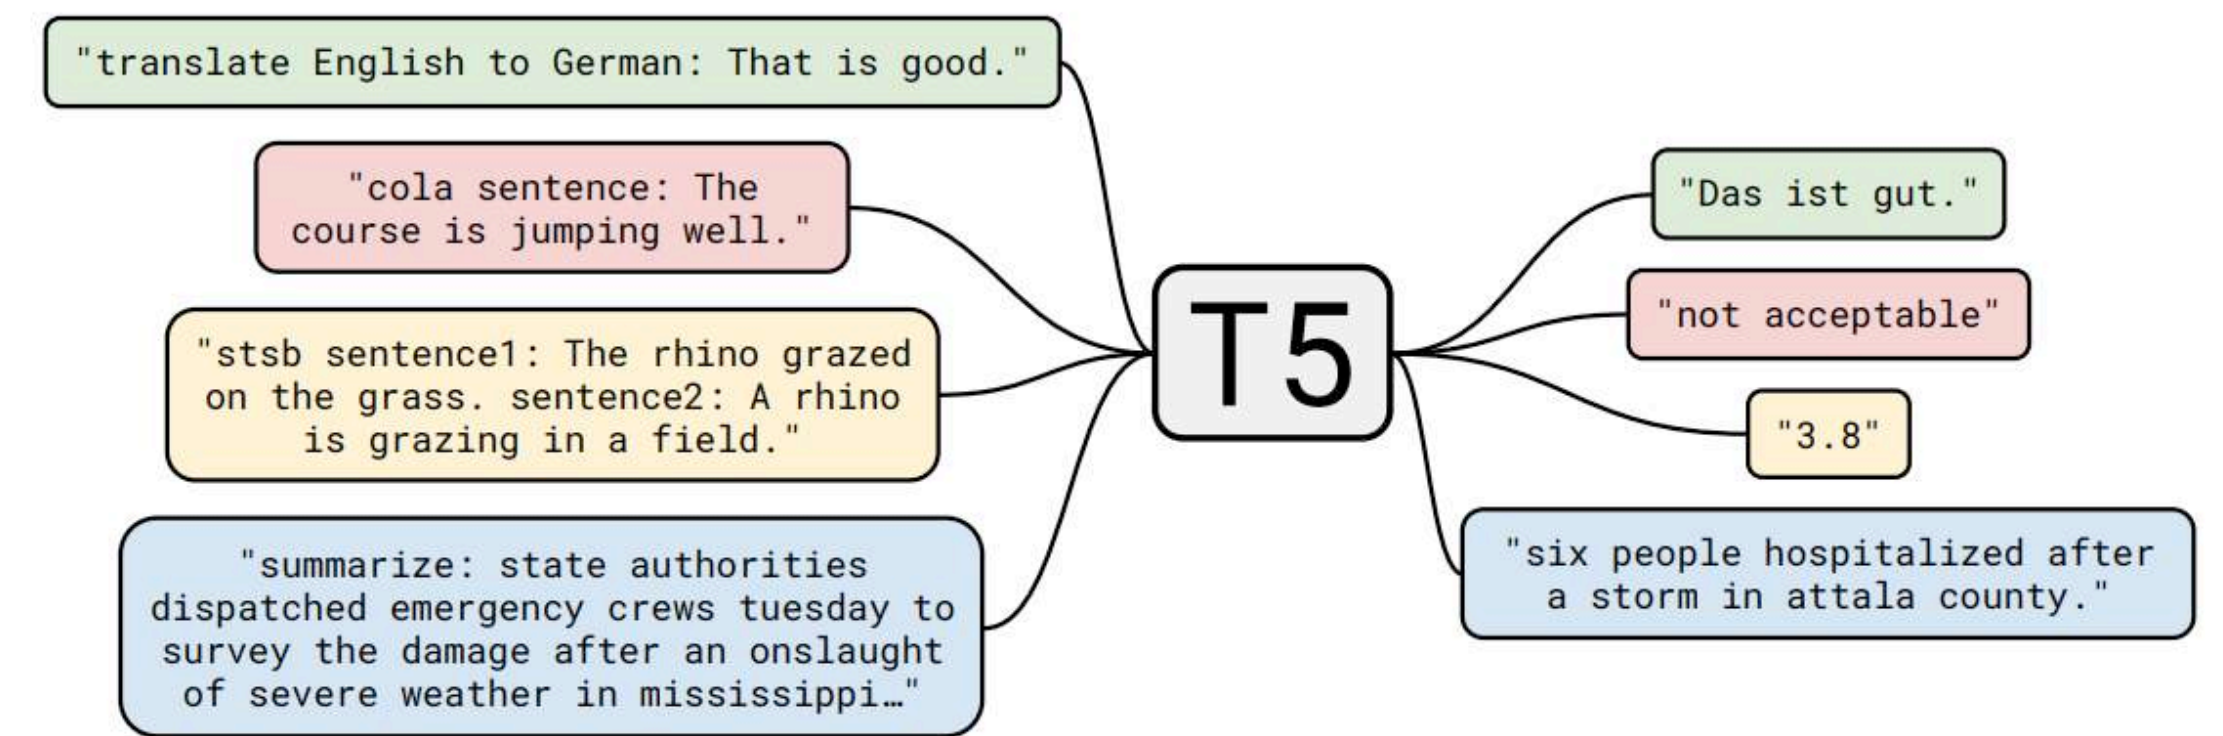 "translate English to German: That is good."
"cola sentence: The
course is jumping well."
"stsb sentence1: The rhino grazed
on the grass. sentence2: A rhino
is grazing in a field."
"summarize: state authorities
dispatched emergency crews tuesday to
survey the damage after an onslaught
of severe weather in mississippi…"
T5
"Das ist gut."
"not acceptable"
"3.8"
"six people hospitalized after
a storm in attala county."